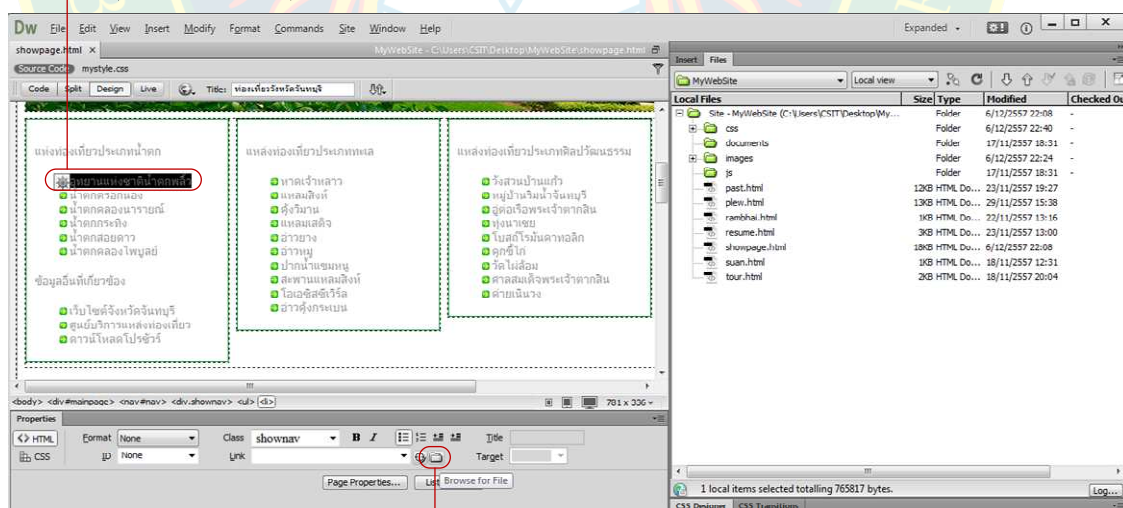 Dw File Edit View Insert Modify Format Commands Site Window Help Expanded
showpage.html × MyWebSite - C:\Users\CSIT\Desktop\MyWebSite\showpage.html
Source Code mystyle.css
Code Split Design Live Title: ท่องเที่ยวจังหวัดจันทบุรี
แห่งท่องเที่ยวประเภทน้ำตก
อุทยานแห่งชาติน้ำตกพลิ้ว
น้ำตกตรอกนอง
น้ำตกคลองนารายณ์
น้ำตกกระทิง
น้ำตกสอยดาว
น้ำตกคลองไพบูลย์
ข้อมูลอื่นที่เกี่ยวข้อง
เว็บไซต์จังหวัดจันทบุรี
ศูนย์บริการแหล่งท่องเที่ยว
ดาวน์โหลดโปรชัวร์
แหล่งท่องเที่ยวประเภททะเล
หาดเจ้าหลาว
แหลมสิงห์
คุ้งวิมาน
แหลมเสด็จ
อ่าวยาง
อ่าวหมู
ปากน้ำแขมหนู
สะพานแหลมสิงห์
โอเอซิสซีเวิร์ล
อ่าวคุ้งกระเบน
แหล่งท่องเที่ยวประเภทศิลปวัฒนธรรม
วังสวนบ้านแก้ว
หมู่บ้านริมน้ำจันทบุรี
อู่ต่อเรือพระเจ้าตากสิน
ทุ่งนาเชย
โบสถ์โรมันคาทอลิก
คุกขี้ไก่
วัดไผ่ล้อม
ศาลสมเด็จพระเจ้าตากสิน
ค่ายเนินวง
<body> <div#mainpage> <nav#nav> <div.shownav> <ul> <li> 781 x 336
Properties
<> HTML Format None Class shownav B I Title
CSS ID None Link Target
Page Properties... List Browse for File
Insert Files
MyWebSite Local view
Local Files Size Type Modified Checked Ou
Site - MyWebSite (C:\Users\CSIT\Desktop\My... Folder 6/12/2557 22:08 -
css Folder 6/12/2557 22:40 -
documents Folder 17/11/2557 18:31 -
images Folder 6/12/2557 22:24 -
js Folder 17/11/2557 18:31 -
past.html 12KB HTML Do... 23/11/2557 19:27
plew.html 13KB HTML Do... 29/11/2557 15:38
rambhai.html 1KB HTML Do... 22/11/2557 13:16
resume.html 3KB HTML Do... 23/11/2557 13:00
showpage.html 18KB HTML Do... 6/12/2557 22:08
suan.html 1KB HTML Do... 18/11/2557 12:31
tour.html 2KB HTML Do... 18/11/2557 20:04
1 local items selected totalling 765817 bytes. Log...
CSS Designer CSS Transitions